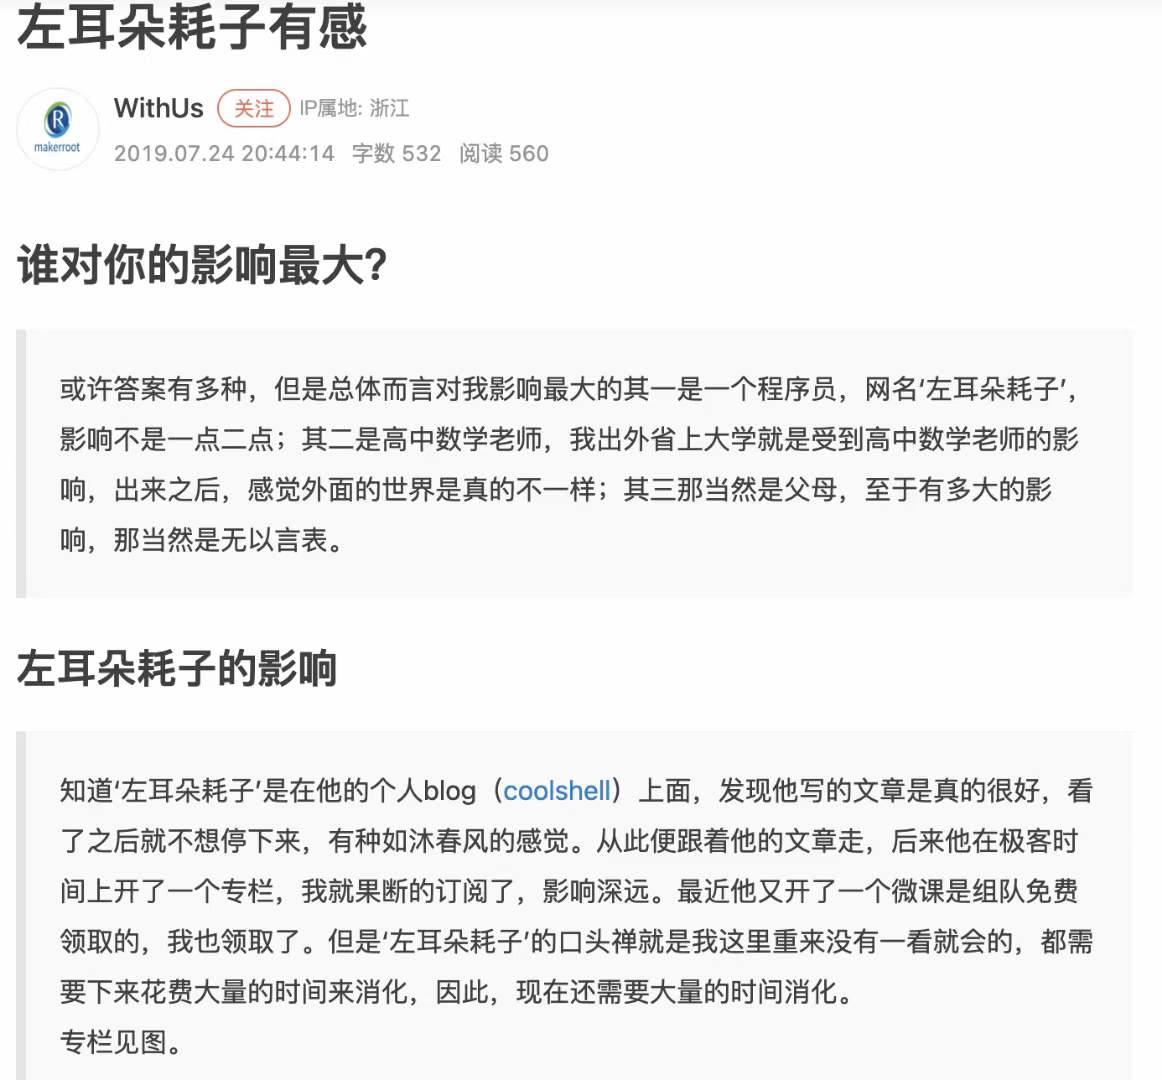 左耳朵耗子有感
R
makerroot
WithUs 关注 IP属地: 浙江
2019.07.24 20:44:14 字数 532 阅读 560
谁对你的影响最大?
或许答案有多种，但是总体而言对我影响最大的其一是一个程序员，网名‘左耳朵耗子’，
影响不是一点二点；其二是高中数学老师，我出外省上大学就是受到高中数学老师的影
响，出来之后，感觉外面的世界是真的不一样；其三那当然是父母，至于有多大的影
响，那当然是无以言表。
左耳朵耗子的影响
知道‘左耳朵耗子’是在他的个人blog（coolshell）上面，发现他写的文章是真的很好，看
了之后就不想停下来，有种如沐春风的感觉。从此便跟着他的文章走，后来他在极客时
间上开了一个专栏，我就果断的订阅了，影响深远。最近他又开了一个微课是组队免费
领取的，我也领取了。但是‘左耳朵耗子’的口头禅就是我这里重来没有一看就会的，都需
要下来花费大量的时间来消化，因此，现在还需要大量的时间消化。
专栏见图。